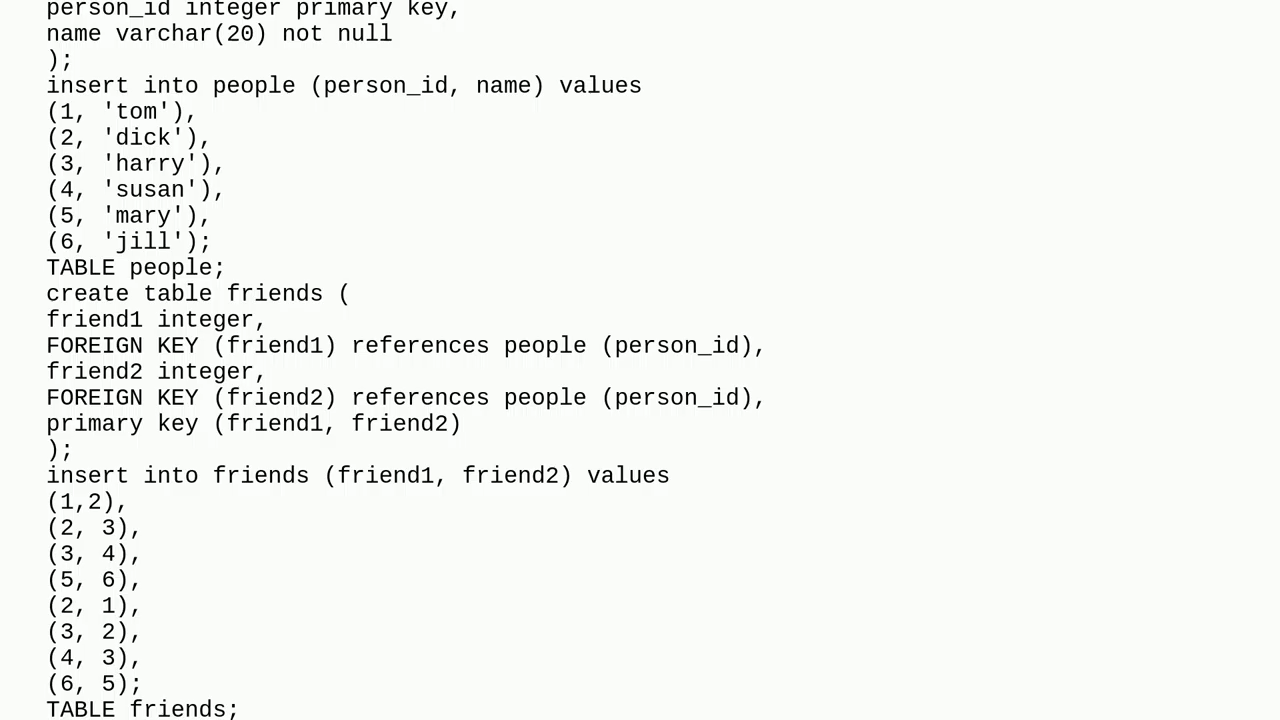 person_id integer primary key,
name varchar(20) not null
);
insert into people (person_id, name) values
(1, 'tom'),
(2, 'dick'),
(3, 'harry'),
(4, 'susan'),
(5, 'mary'),
(6, 'jill');
TABLE people;
create table friends (
friend1 integer,
FOREIGN KEY (friend1) references people (person_id),
friend2 integer,
FOREIGN KEY (friend2) references people (person_id),
primary key (friend1, friend2)
);
insert into friends (friend1, friend2) values
(1,2),
(2, 3),
(3, 4),
(5, 6),
(2, 1),
(3, 2),
(4, 3),
(6, 5);
TABLE friends;